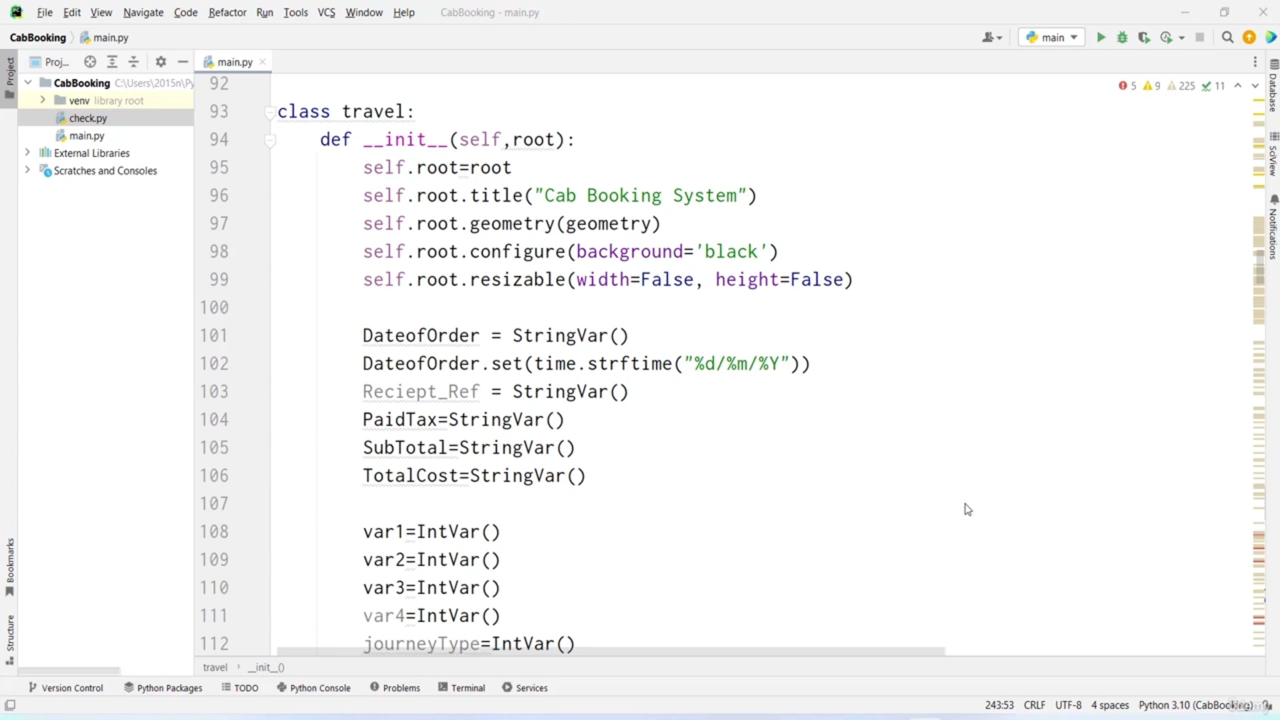 File Edit View Navigate Code Refactor Run Tools VCS Window Help CabBooking - main.py
CabBooking main.py main
Proj... main.py
CabBooking C:\Users\2015n\Py
venv library root
check.py
main.py
External Libraries
Scratches and Consoles
Project
Bookmarks
Structure
5 9 225 11
92
93 class travel:
94 def __init__(self,root):
95 self.root=root
96 self.root.title("Cab Booking System")
97 self.root.geometry(geometry)
98 self.root.configure(background='black')
99 self.root.resizable(width=False, height=False)
100
101 DateofOrder = StringVar()
102 DateofOrder.set(time.strftime("%d/%m/%Y"))
103 Reciept_Ref = StringVar()
104 PaidTax=StringVar()
105 SubTotal=StringVar()
106 TotalCost=StringVar()
107
108 var1=IntVar()
109 var2=IntVar()
110 var3=IntVar()
111 var4=IntVar()
112 journeyType=IntVar()
Database
SciView
Notifications
travel __init__()
Version Control Python Packages TODO Python Console Problems Terminal Services
243:53 CRLF UTF-8 4 spaces Python 3.10 (CabBooking)